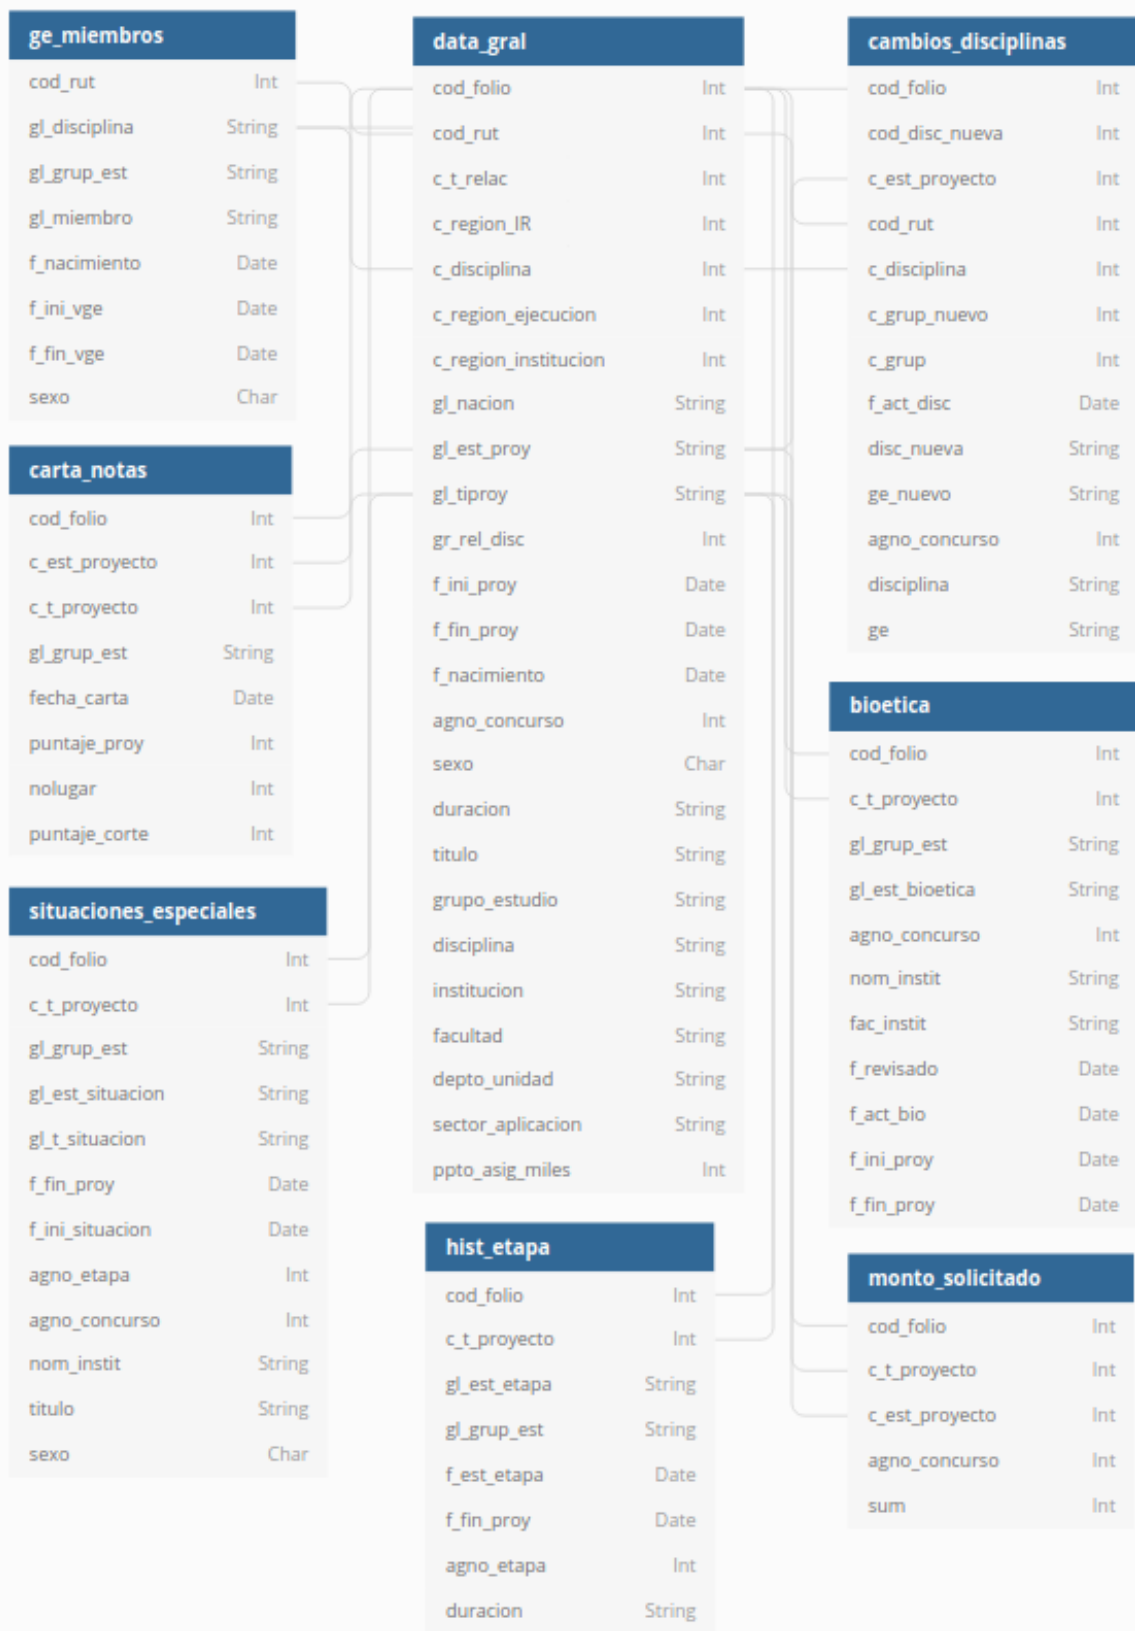 ge_miembros
cod_rut Int
gl_disciplina String
gl_grup_est String
gl_miembro String
f_nacimiento Date
f_ini_vge Date
f_fin_vge Date
sexo Char
carta_notas
cod_folio Int
c_est_proyecto Int
c_t_proyecto Int
gl_grup_est String
fecha_carta Date
puntaje_proy Int
nolugar Int
puntaje_corte Int
situaciones_especiales
cod_folio Int
c_t_proyecto Int
gl_grup_est String
gl_est_situacion String
gl_t_situacion String
f_fin_proy Date
f_ini_situacion Date
agno_etapa Int
agno_concurso Int
nom_instit String
titulo String
sexo Char
data_gral
cod_folio Int
cod_rut Int
c_t_relac Int
c_region_IR Int
c_disciplina Int
c_region_ejecucion Int
c_region_institucion Int
gl_nacion String
gl_est_proy String
gl_tiproy String
gr_rel_disc Int
f_ini_proy Date
f_fin_proy Date
f_nacimiento Date
agno_concurso Int
sexo Char
duracion String
titulo String
grupo_estudio String
disciplina String
institucion String
facultad String
depto_unidad String
sector_aplicacion String
ppto_asig_miles Int
hist_etapa
cod_folio Int
c_t_proyecto Int
gl_est_etapa String
gl_grup_est String
f_est_etapa Date
f_fin_proy Date
agno_etapa Int
duracion String
cambios_disciplinas
cod_folio Int
cod_disc_nueva Int
c_est_proyecto Int
cod_rut Int
c_disciplina Int
c_grup_nuevo Int
c_grup Int
f_act_disc Date
disc_nueva String
ge_nuevo String
agno_concurso Int
disciplina String
ge String
bioetica
cod_folio Int
c_t_proyecto Int
gl_grup_est String
gl_est_bioetica String
agno_concurso Int
nom_instit String
fac_instit String
f_revisado Date
f_act_bio Date
f_ini_proy Date
f_fin_proy Date
monto_solicitado
cod_folio Int
c_t_proyecto Int
c_est_proyecto Int
agno_concurso Int
sum Int